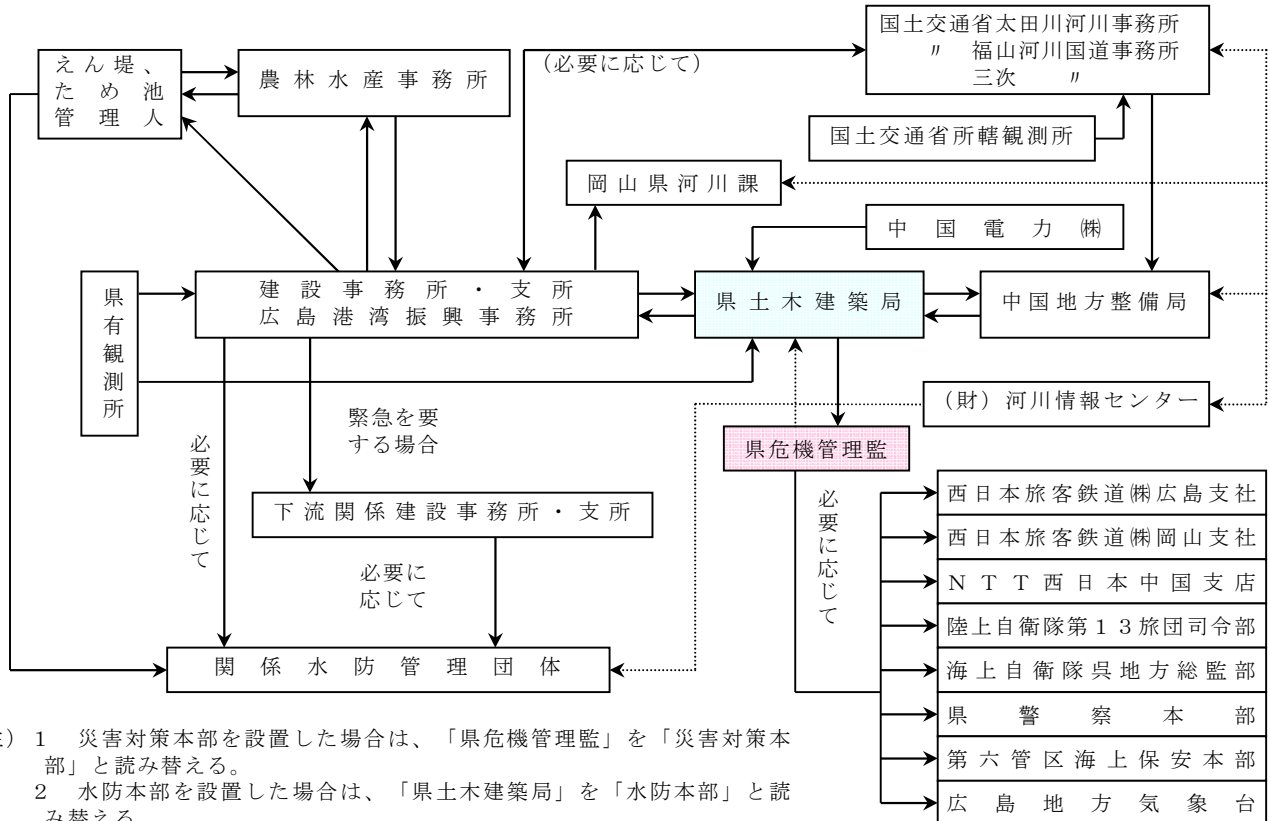 国土交通省太田川河川事務所
〃 福山河川国道事務所
三次 〃
えん堤、
ため池
管理人
農林水産事務所
(必要に応じて)
国土交通省所轄観測所
岡山県河川課
中国電力㈱
県有観測所
建設事務所・支所
広島港湾振興事務所
県土木建築局
中国地方整備局
(財)河川情報センター
緊急を要
する場合
県危機管理監
必要に応じて
下流関係建設事務所・支所
必要に
応じて
必要に応じて
関係水防管理団体
西日本旅客鉄道㈱広島支社
西日本旅客鉄道㈱岡山支社
NTT西日本中国支店
陸上自衛隊第13旅団司令部
海上自衛隊呉地方総監部
県警察本部
第六管区海上保安本部
広島地方気象台
)1 災害対策本部を設置した場合は、「県危機管理監」を「災害対策本
部」と読み替える。
2 水防本部を設置した場合は、「県土木建築局」を「水防本部」と読
み替える